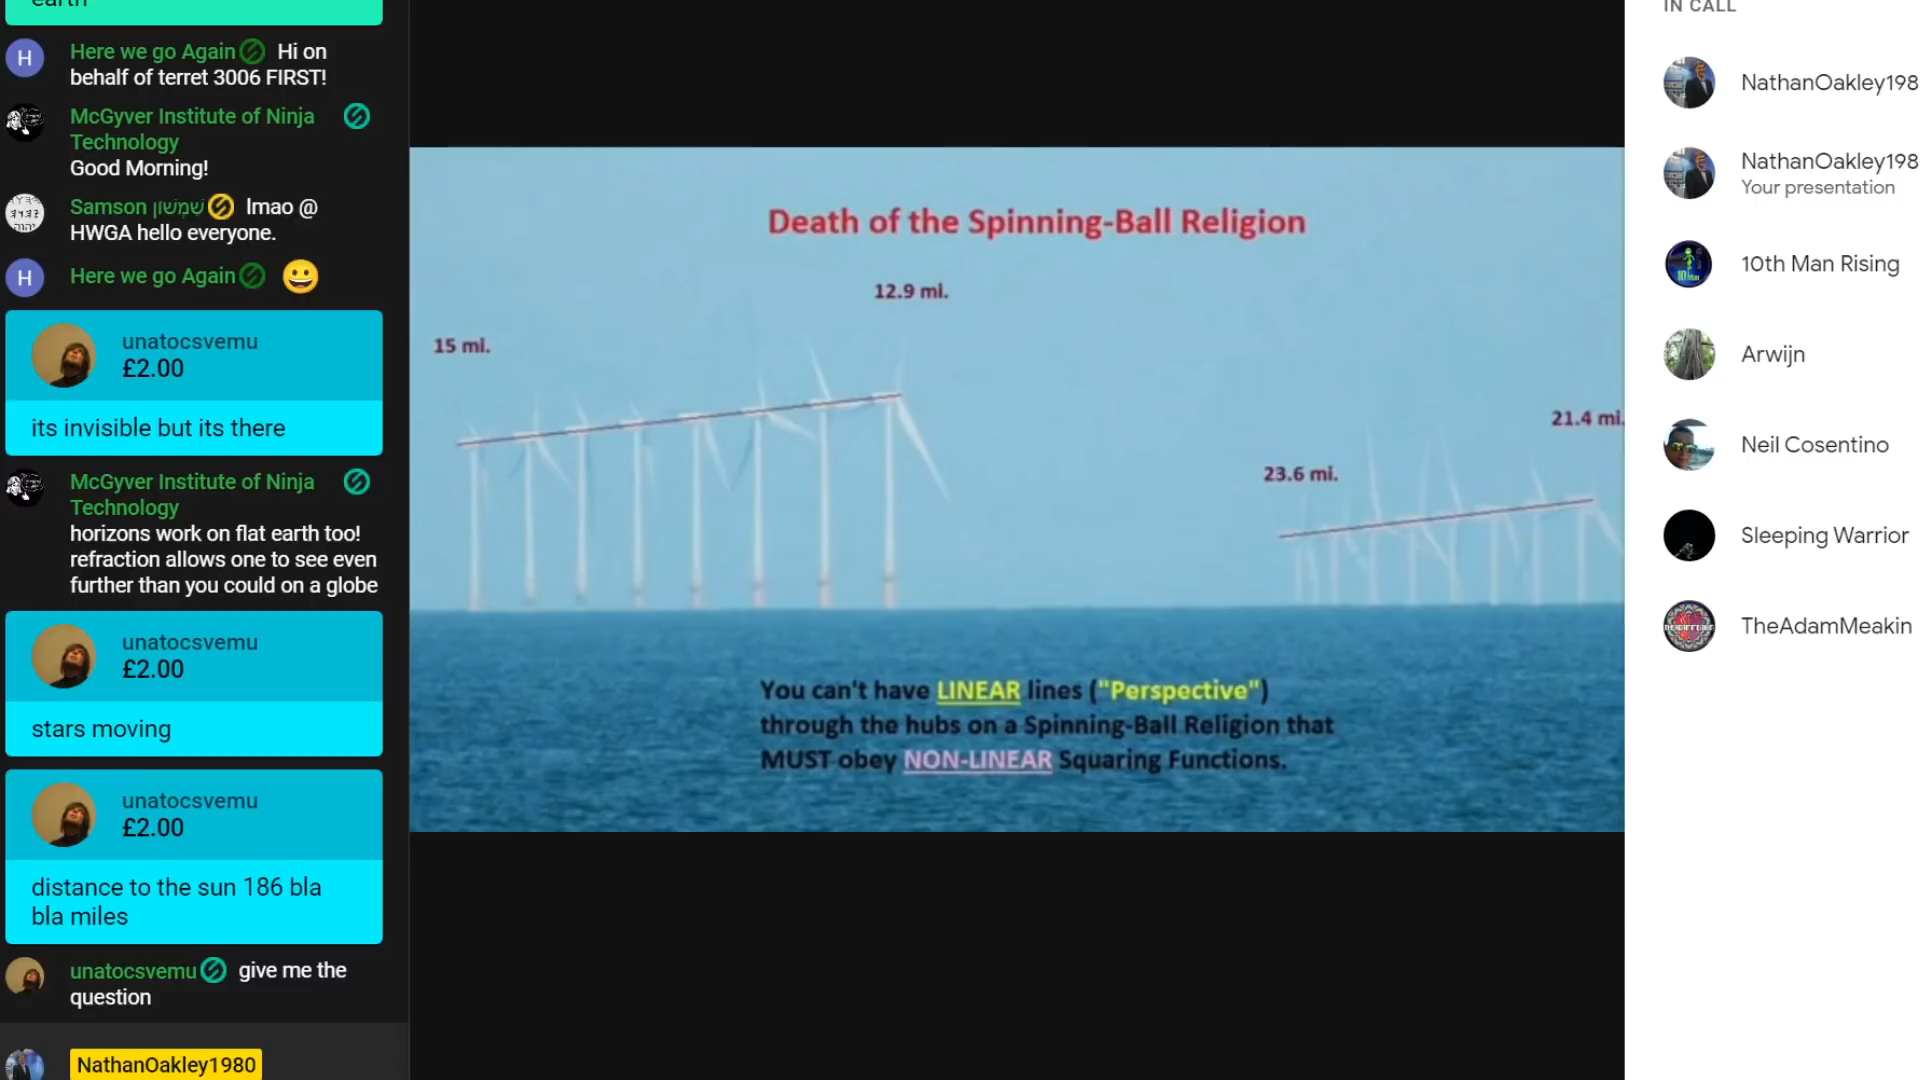 earth
Here we go Again Hi on
behalf of terret 3006 FIRST!
McGyver Institute of Ninja
Technology
Good Morning!
Samson שִׁמְשׁוֹן lmao @
HWGA hello everyone.
Here we go Again
unatocsvemu
£2.00
its invisible but its there
McGyver Institute of Ninja
Technology
horizons work on flat earth too!
refraction allows one to see even
further than you could on a globe
unatocsvemu
£2.00
stars moving
unatocsvemu
£2.00
distance to the sun 186 bla
bla miles
unatocsvemu give me the
question
NathanOakley1980
Death of the Spinning-Ball Religion
12.9 mi.
15 mi.
21.4 mi.
23.6 mi.
You can't have LINEAR lines ("Perspective")
through the hubs on a Spinning-Ball Religion that
MUST obey NON-LINEAR Squaring Functions.
IN CALL
NathanOakley198
NathanOakley198
Your presentation
10th Man Rising
Arwijn
Neil Cosentino
Sleeping Warrior
TheAdamMeakin